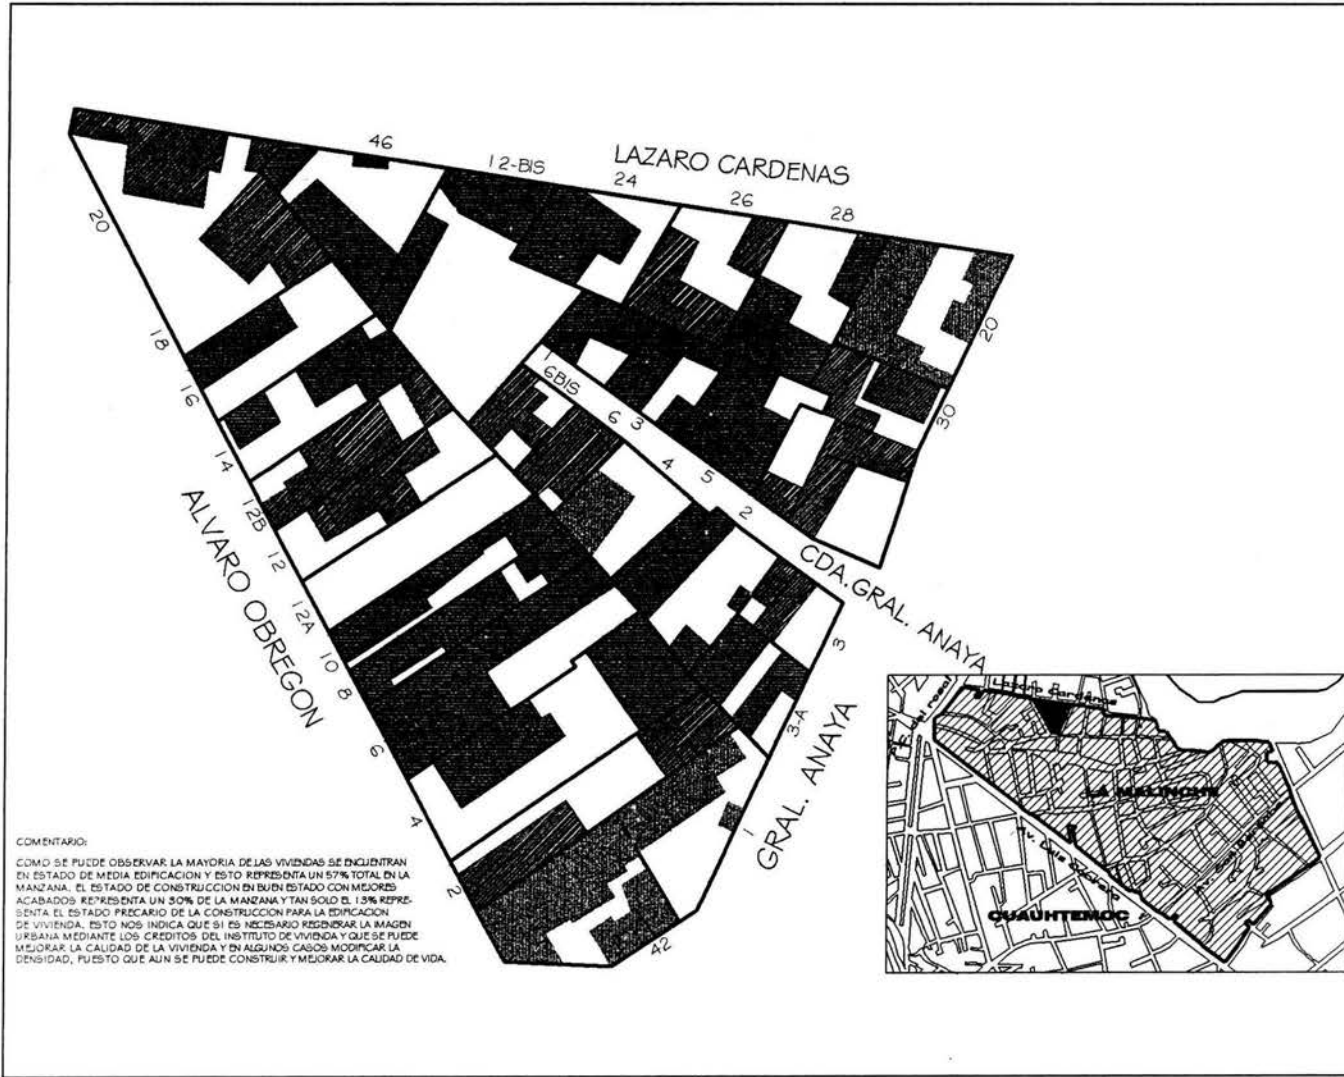 46
12-BIS
LAZARO CARDENAS
24
26
28
20
20
18
16
14
12B
12
12A
10
8
6
4
2
ALVARO OBREGON
30
1
6BIS
6
3
4
5
2
CDA. GRAL. ANAYA
3
3-A
GRAL. ANAYA
1
42
COMENTARIO:
COMO SE PUEDE OBSERVAR LA MAYORIA DE LAS VIVIENDAS SE ENCUENTRAN
EN ESTADO DE MEDIA EDIFICACION Y ESTO REPRESENTA UN 57% TOTAL EN LA
MANZANA. EL ESTADO DE CONSTRUCCION EN BUEN ESTADO CON MEJORES
ACABADOS REPRESENTA UN 30% DE LA MANZANA Y TAN SOLO EL 13% REPRE-
SENTA EL ESTADO PRECARIO DE LA CONSTRUCCION PARA LA EDIFICACION
DE VIVIENDA. ESTO NOS INDICA QUE SI ES NECESARIO REGENERAR LA IMAGEN
URBANA MEDIANTE LOS CREDITOS DEL INSTITUTO DE VIVIENDA Y QUE SE PUEDE
MEJORAR LA CALIDAD DE LA VIVIENDA Y EN ALGUNOS CASOS MODIFICAR LA
DENSIDAD, PUESTO QUE AUN SE PUEDE CONSTRUIR Y MEJORAR LA CALIDAD DE VIDA.
Lazaro Cardenas
del rosal
LA MALINCHE
Av. Luis
CUAUHTEMOC